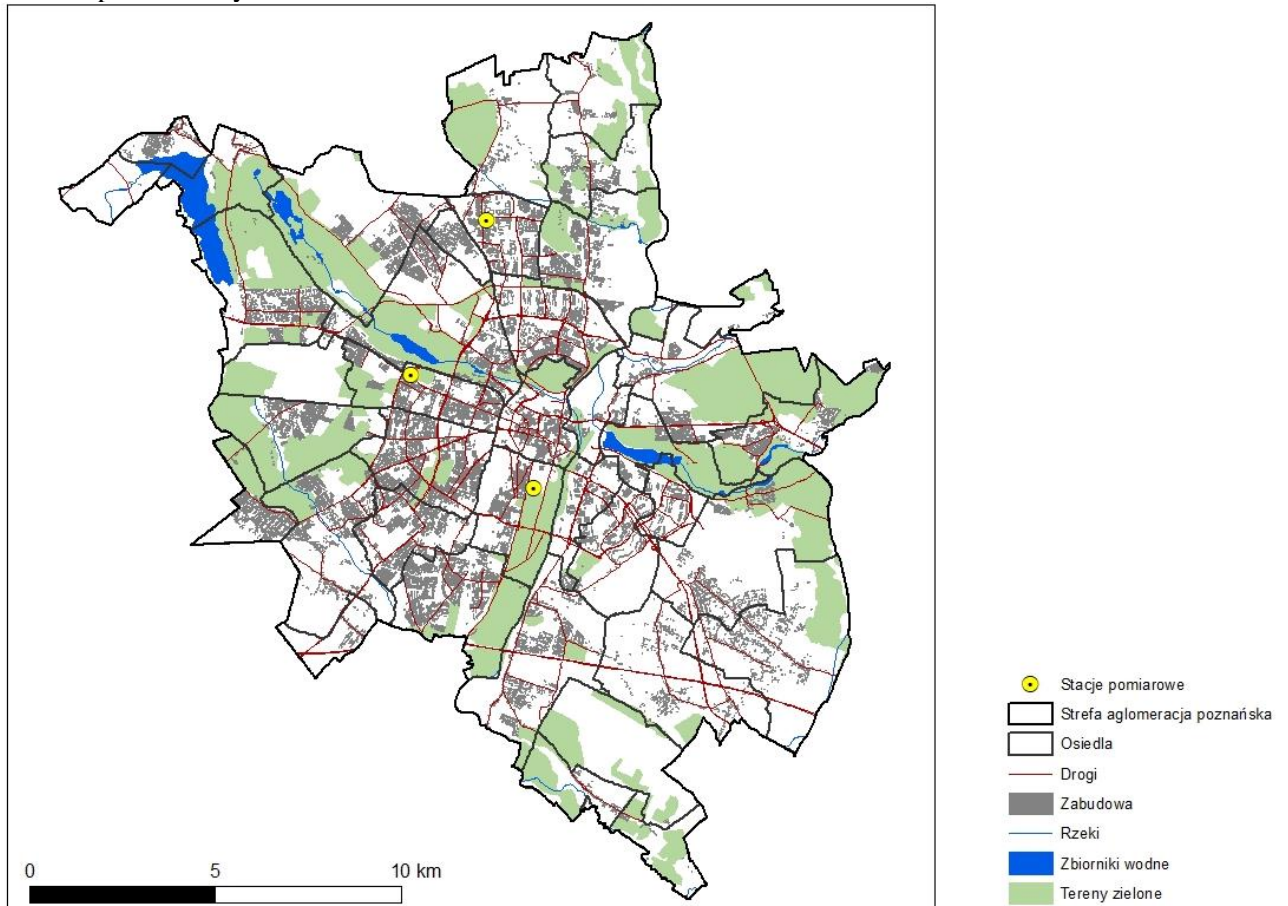 0 5 10 km
Stacje pomiarowe
Strefa aglomeracja poznańska
Osiedla
Drogi
Zabudowa
Rzeki
Zbiorniki wodne
Tereny zielone